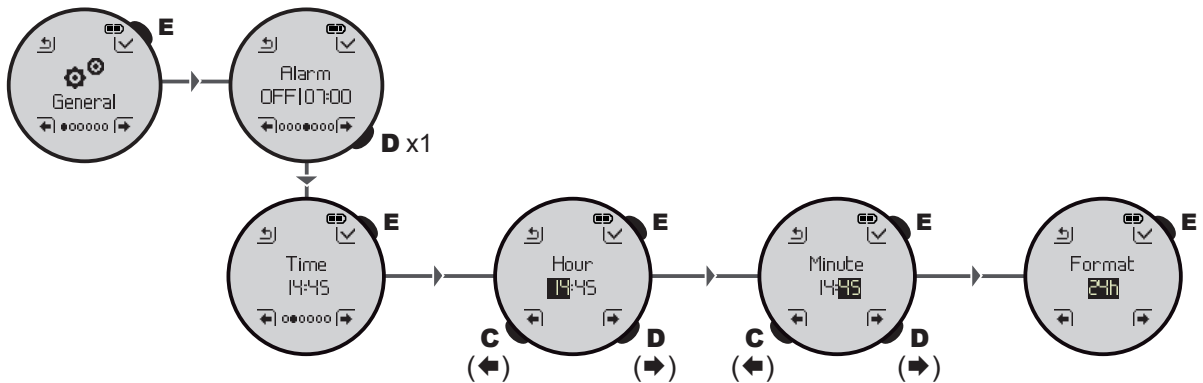 E
General
Alarm
OFF|07:00
D x1
E
Time
14:45
E
Hour
14:45
C
(←)
D
(→)
E
Minute
14:45
C
(←)
D
(→)
E
Format
24h